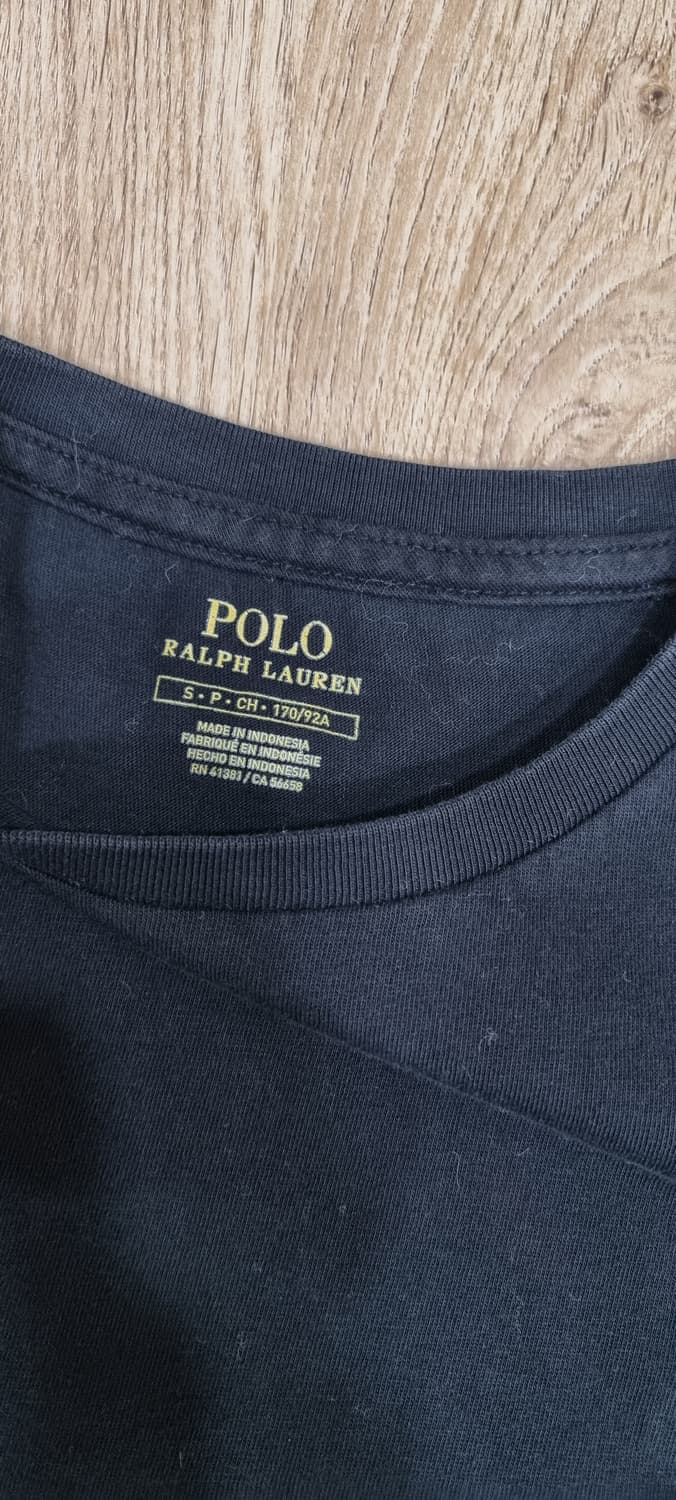 POLO
RALPH LAUREN
S • P • CH • 170/92A
MADE IN INDONESIA
FABRIQUÉ EN INDONÉSIE
HECHO EN INDONESIA
RN 41381 / CA 56658